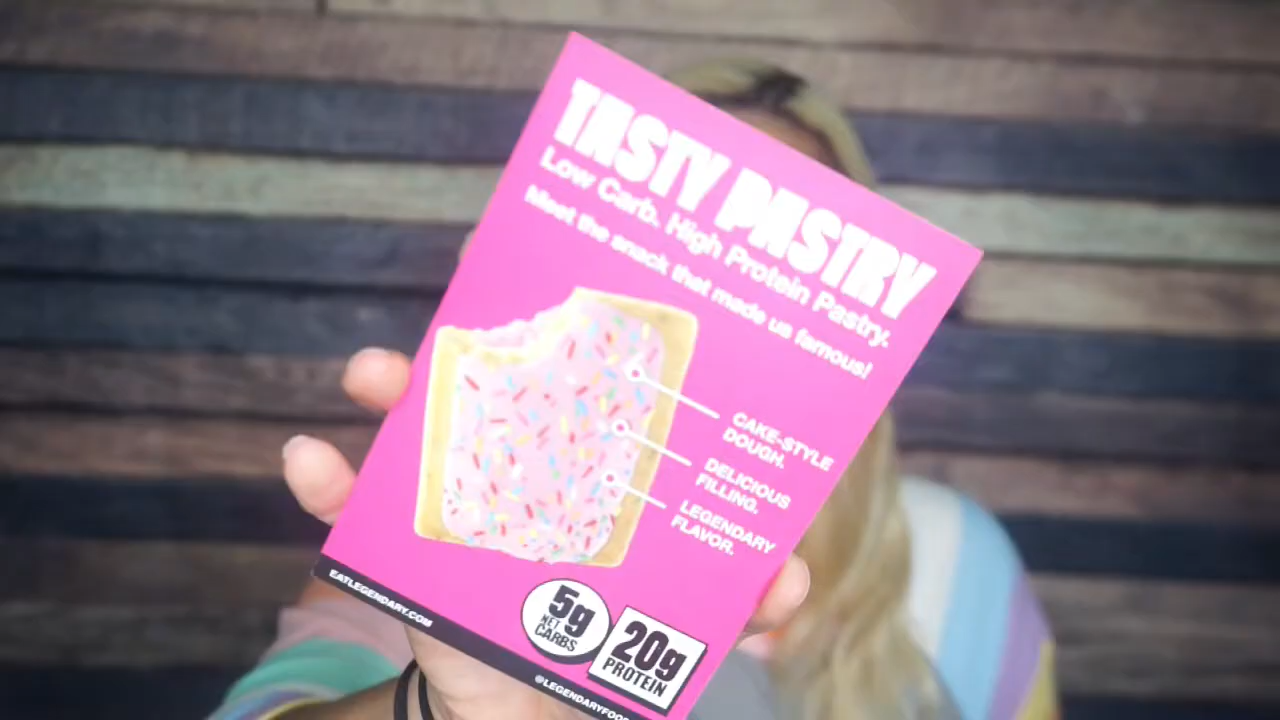 TASTY PASTRY
Low Carb. High Protein Pastry.
Meet the snack that made us famous!
CAKE-STYLE
DOUGH.
DELICIOUS
FILLING.
LEGENDARY
FLAVOR.
5g
NET
CARBS
20g
PROTEIN
EATLEGENDARY.COM